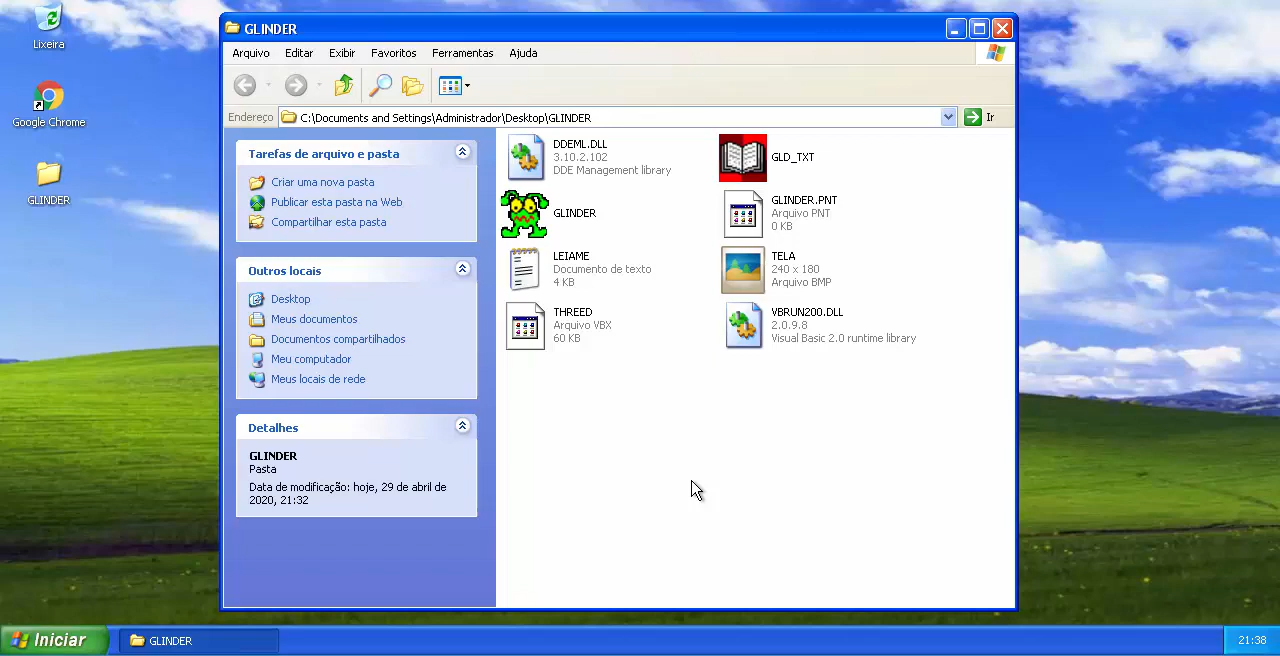 Lixeira
Google Chrome
GLINDER
GLINDER
Arquivo Editar Exibir Favoritos Ferramentas Ajuda
Endereço C:\Documents and Settings\Administrador\Desktop\GLINDER Ir
Tarefas de arquivo e pasta
Criar uma nova pasta
Publicar esta pasta na Web
Compartilhar esta pasta
Outros locais
Desktop
Meus documentos
Documentos compartilhados
Meu computador
Meus locais de rede
Detalhes
GLINDER
Pasta
Data de modificação: hoje, 29 de abril de
2020, 21:32
DDEML.DLL
3.10.2.102
DDE Management library
GLD_TXT
GLINDER
GLINDER.PNT
Arquivo PNT
0 KB
LEIAME
Documento de texto
4 KB
TELA
240 x 180
Arquivo BMP
THREED
Arquivo VBX
60 KB
VBRUN200.DLL
2.0.9.8
Visual Basic 2.0 runtime library
Iniciar
GLINDER
21:38